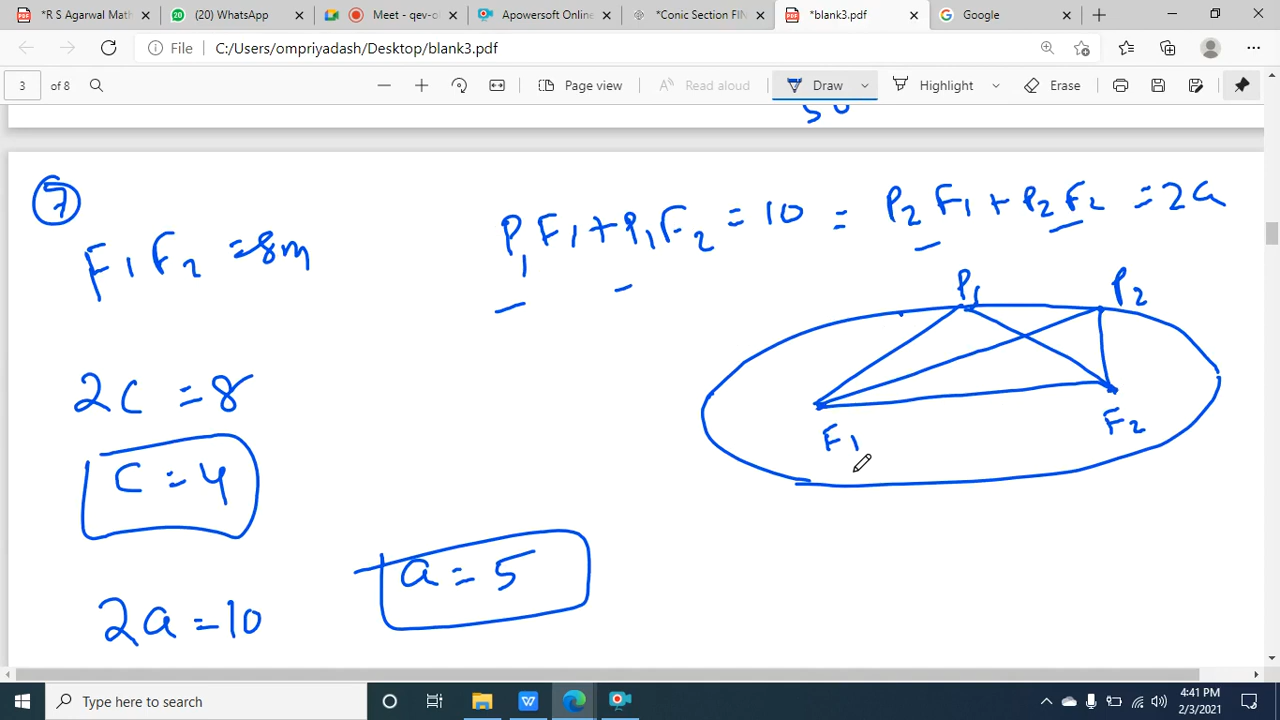 *R S Agarwal Mat
(20) WhatsApp
Meet - qev-o
Apowersoft Onlin
*Conic Section FIN
*blank3.pdf
Google
File
C:/Users/ompriyadash/Desktop/blank3.pdf
3 of 8
Page view
Read aloud
Draw
Highlight
Erase
7
P1F1+P1F2 = 10 = P2F1+P2F2 = 2a
F1F2 = 8m
P1
P2
2C = 8
F1
F2
C = 4
a = 5
2a = 10
Type here to search
4:41 PM
2/3/2021